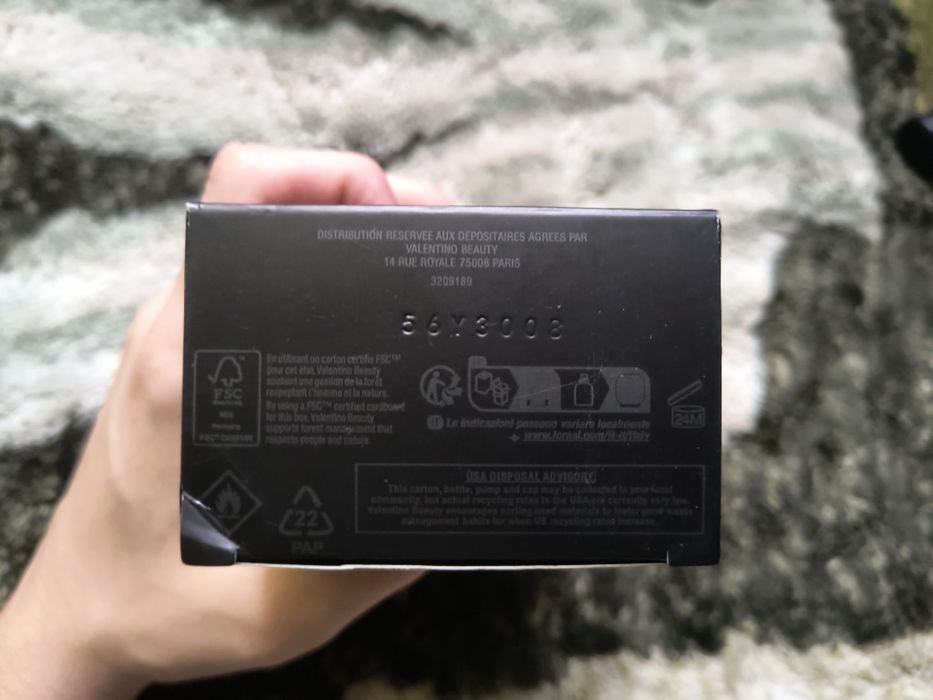 DISTRIBUTION RESERVEE AUX DEPOSITAIRES AGREES PAR
VALENTINO BEAUTY
14 RUE ROYALE 75008 PARIS
3209189
56Y3008
En utilisant un carton certifié FSC™
pour cet étui, Valentino Beauty
soutient une gestion de la forêt
respectant l'homme et la nature.
By using a FSC™ certified cardboard
for this box, Valentino Beauty
supports forest management that
respects people and nature.
FSC
MIX
Packaging
IT Le indicazioni possono variare localmente
www.loreal.com/it-it/italy
24M
USA DISPOSAL ADVISORY
This carton, bottle, pump and cap may be collected in your local
community, but actual recycling rates in the USA are currently very low.
Valentino Beauty encourages sorting used materials to foster good waste
management habits for when US recycling rates increase.
22
PAP